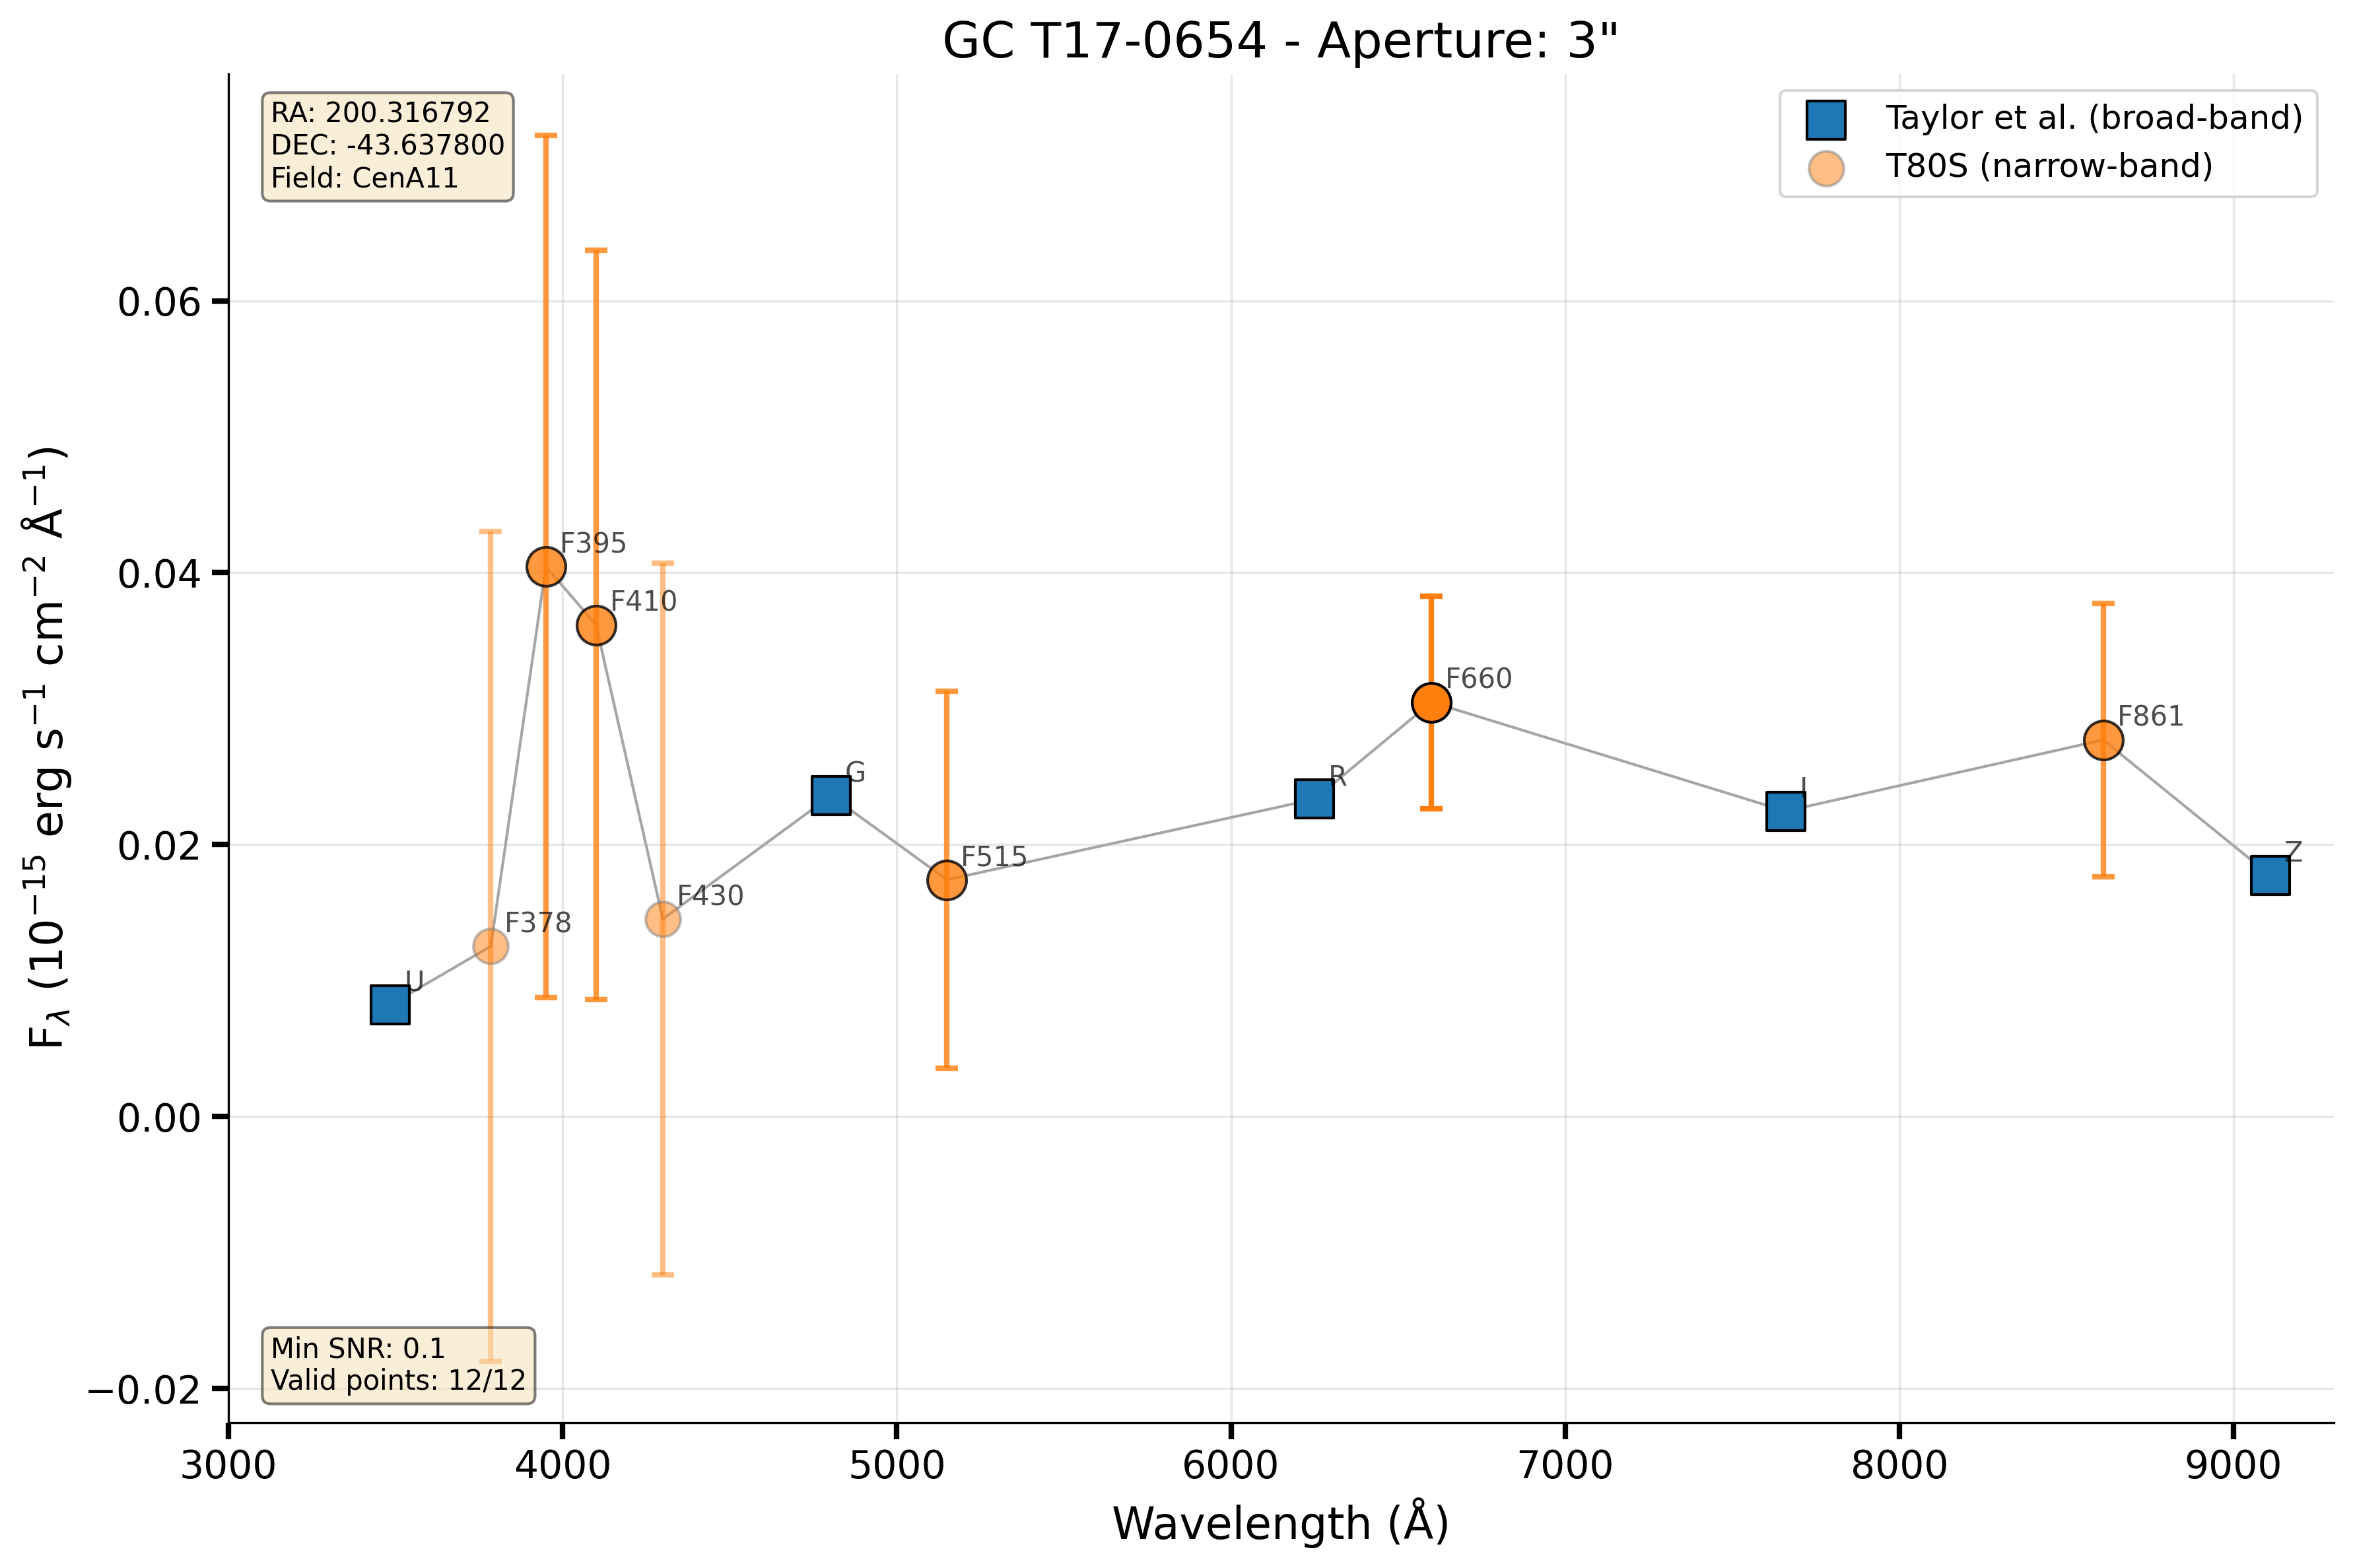 GC T17-0654 - Aperture: 3"
RA: 200.316792
DEC: -43.637800
Field: CenA11
Taylor et al. (broad-band)
T80S (narrow-band)
F395
F410
F378
F430
U
G
F515
R
F660
I
F861
Z
Min SNR: 0.1
Valid points: 12/12
0.06
0.04
0.02
0.00
−0.02
F$_{λ}$ (10$^{−15}$ erg s$^{−1}$ cm$^{−2}$ Å$^{−1}$)
3000 4000 5000 6000 7000 8000 9000
Wavelength (Å)